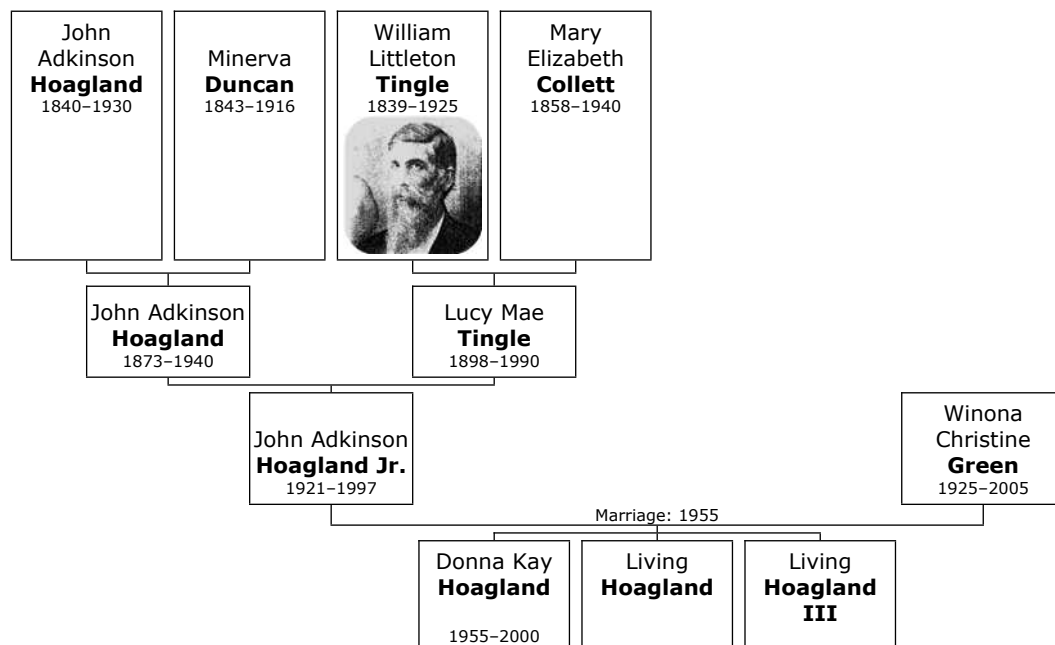 John
Adkinson
Hoagland
1840–1930
Minerva
Duncan
1843–1916
William
Littleton
Tingle
1839–1925
Mary
Elizabeth
Collett
1858–1940
John Adkinson
Hoagland
1873–1940
Lucy Mae
Tingle
1898–1990
John Adkinson
Hoagland Jr.
1921–1997
Winona
Christine
Green
1925–2005
Marriage: 1955
Donna Kay
Hoagland
1955–2000
Living
Hoagland
Living
Hoagland
III